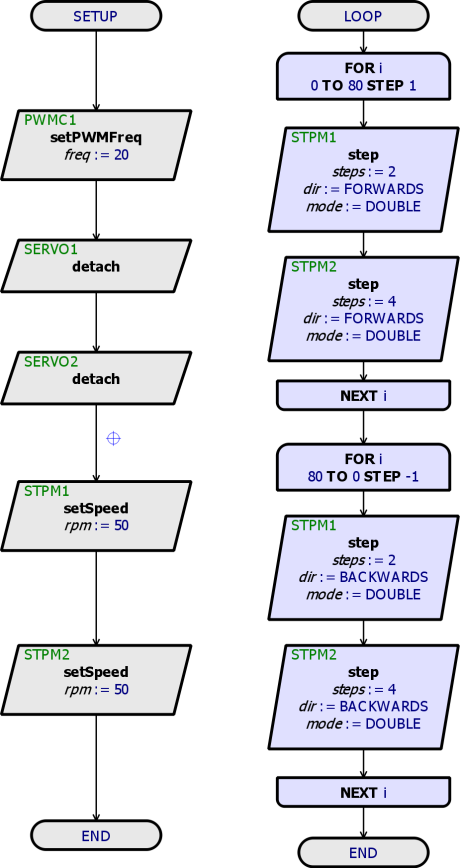 SETUP
PWMC1
setPWMFreq
freq := 20
SERVO1
detach
SERVO2
detach
STPM1
setSpeed
rpm := 50
STPM2
setSpeed
rpm := 50
END
LOOP
FOR i
0 TO 80 STEP 1
STPM1
step
steps := 2
dir := FORWARDS
mode := DOUBLE
STPM2
step
steps := 4
dir := FORWARDS
mode := DOUBLE
NEXT i
FOR i
80 TO 0 STEP -1
STPM1
step
steps := 2
dir := BACKWARDS
mode := DOUBLE
STPM2
step
steps := 4
dir := BACKWARDS
mode := DOUBLE
NEXT i
END